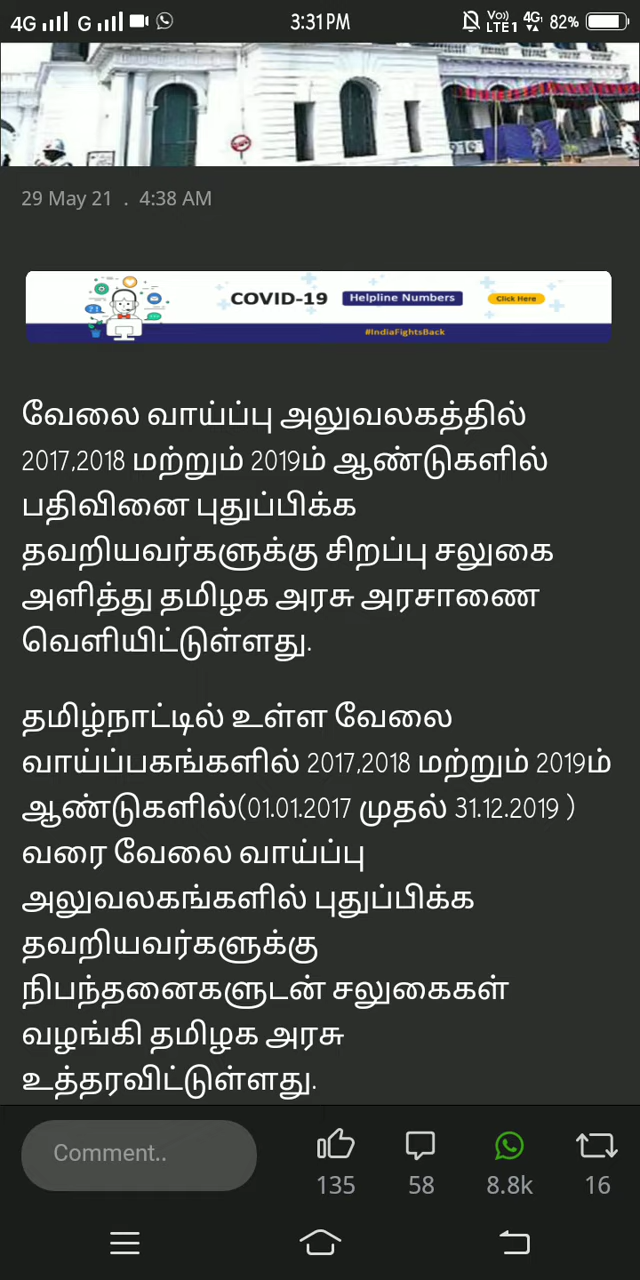 4G G 3:31 PM Vo)) LTE 1 4G 82%
29 May 21 . 4:38 AM
COVID-19 Helpline Numbers Click Here
#IndiaFightsBack
வேலை வாய்ப்பு அலுவலகத்தில்
2017,2018 மற்றும் 2019ம் ஆண்டுகளில்
பதிவினை புதுப்பிக்க
தவறியவர்களுக்கு சிறப்பு சலுகை
அளித்து தமிழக அரசு அரசாணை
வெளியிட்டுள்ளது.
தமிழ்நாட்டில் உள்ள வேலை
வாய்ப்பகங்களில் 2017,2018 மற்றும் 2019ம்
ஆண்டுகளில்(01.01.2017 முதல் 31.12.2019 )
வரை வேலை வாய்ப்பு
அலுவலகங்களில் புதுப்பிக்க
தவறியவர்களுக்கு
நிபந்தனைகளுடன் சலுகைகள்
வழங்கி தமிழக அரசு
உத்தரவிட்டுள்ளது.
Comment..
135 58 8.8k 16